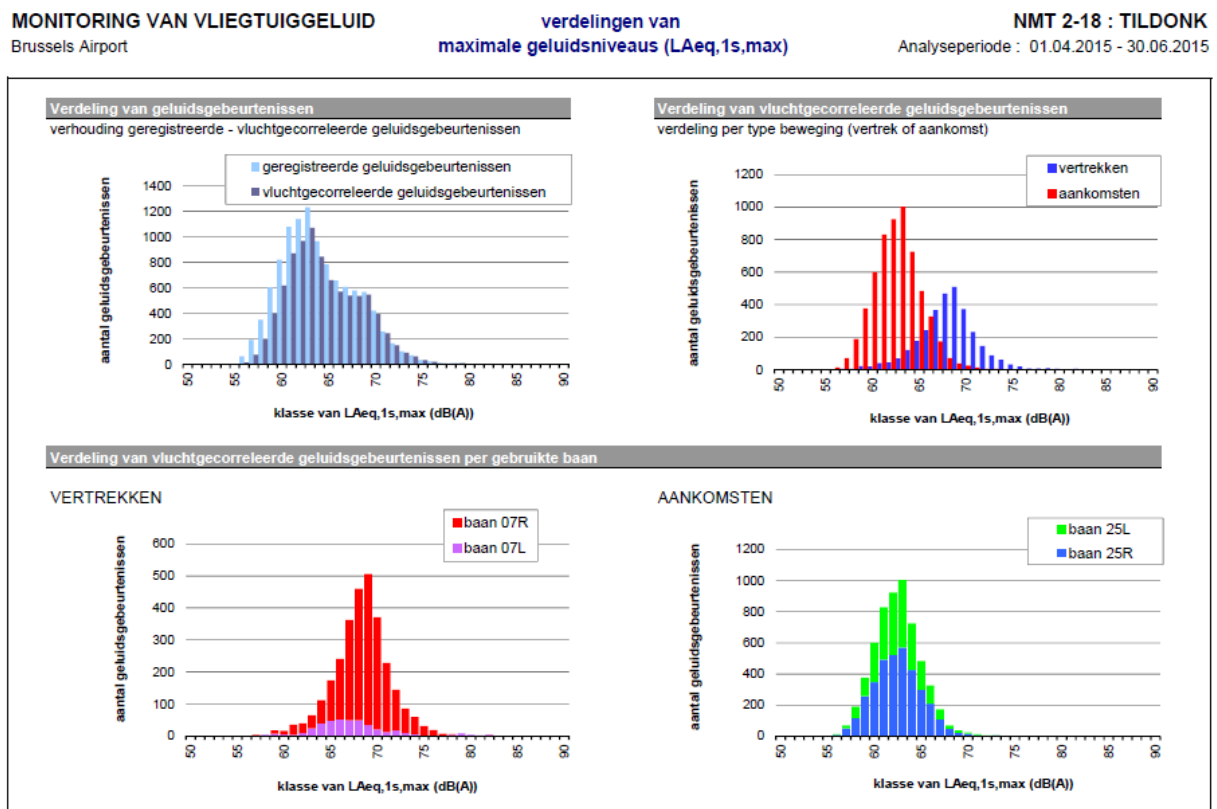 MONITORING VAN VLIEGTUIGGELUID
Brussels Airport
verdelingen van
maximale geluidsniveaus (LAeq,1s,max)
NMT 2-18 : TILDONK
Analyseperiode : 01.04.2015 - 30.06.2015
Verdeling van geluidsgebeurtenissen
verhouding geregistreerde - vluchtgecorreleerde geluidsgebeurtenissen
geregistreerde geluidsgebeurtenissen
vluchtgecorreleerde geluidsgebeurtenissen
aantal geluidsgebeurtenissen
1400
1200
1000
800
600
400
200
0
50 55 60 65 70 75 80 85 90
klasse van LAeq,1s,max (dB(A))
Verdeling van vluchtgecorreleerde geluidsgebeurtenissen
verdeling per type beweging (vertrek of aankomst)
vertrekken
aankomsten
aantal geluidsgebeurtenissen
1200
1000
800
600
400
200
0
50 55 60 65 70 75 80 85 90
klasse van LAeq,1s,max (dB(A))
Verdeling van vluchtgecorreleerde geluidsgebeurtenissen per gebruikte baan
VERTREKKEN
baan 07R
baan 07L
aantal geluidsgebeurtenissen
600
500
400
300
200
100
0
50 55 60 65 70 75 80 85 90
klasse van LAeq,1s,max (dB(A))
AANKOMSTEN
baan 25L
baan 25R
aantal geluidsgebeurtenissen
1200
1000
800
600
400
200
0
50 55 60 65 70 75 80 85 90
klasse van LAeq,1s,max (dB(A))